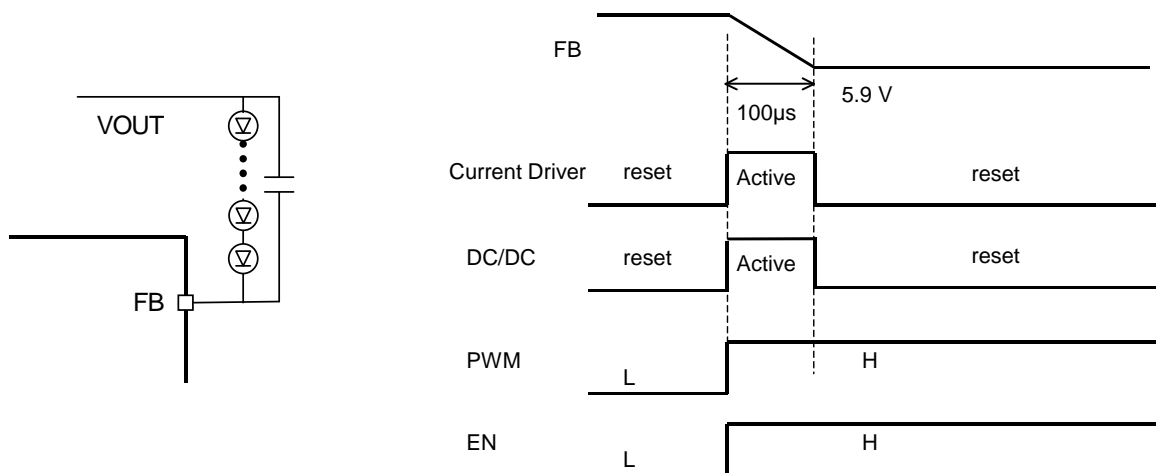 VOUT
FB
FB
100µs
5.9 V
Current Driver
reset
Active
reset
DC/DC
reset
Active
reset
PWM
L
H
EN
L
H